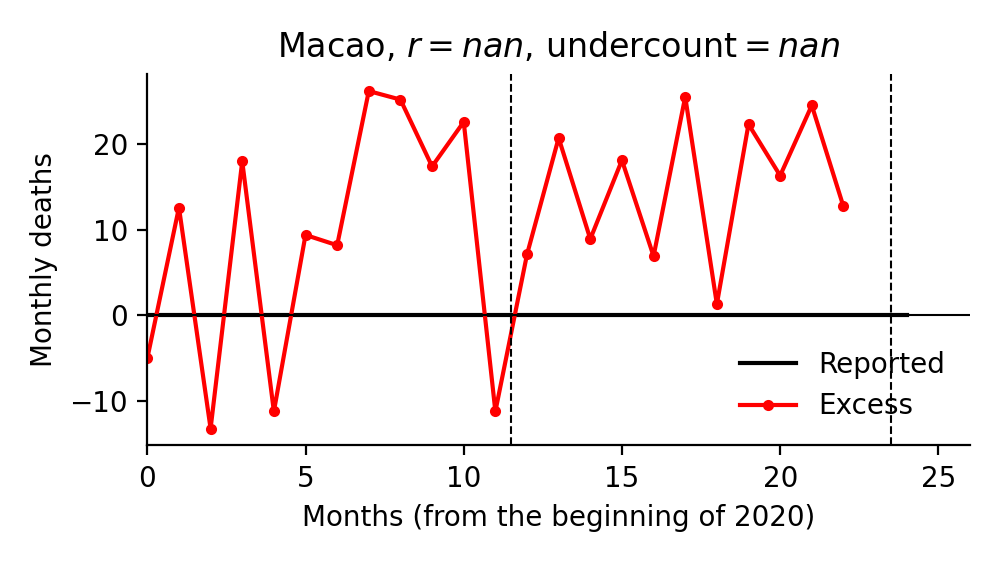 Macao, r = nan, undercount = nan
Monthly deaths
20
10
0
−10
Reported
Excess
0 5 10 15 20 25
Months (from the beginning of 2020)